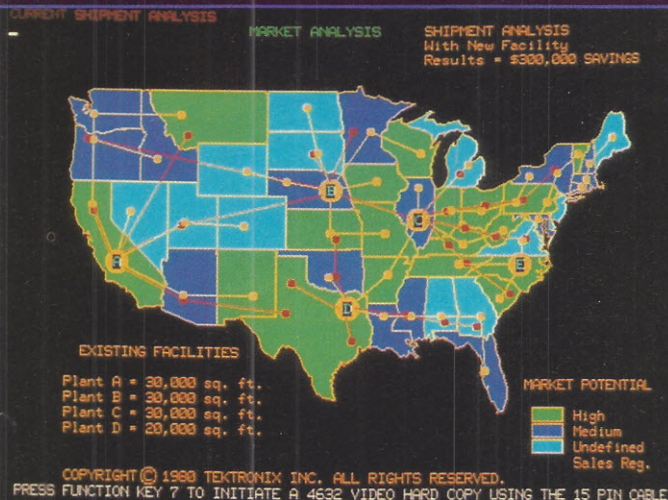 CURRENT SHIPMENT ANALYSIS
MARKET ANALYSIS
SHIPMENT ANALYSIS
With New Facility
Results = $300,000 SAVINGS
E
C
A
E
D
EXISTING FACILITIES
Plant A = 30,000 sq. ft.
Plant B = 30,000 sq. ft.
Plant C = 30,000 sq. ft.
Plant D = 20,000 sq. ft.
MARKET POTENTIAL
High
Medium
Undefined
Sales Reg.
COPYRIGHT © 1980 TEKTRONIX INC. ALL RIGHTS RESERVED.
PRESS FUNCTION KEY 7 TO INITIATE A 4632 VIDEO HARD COPY USING THE 15 PIN CABLE